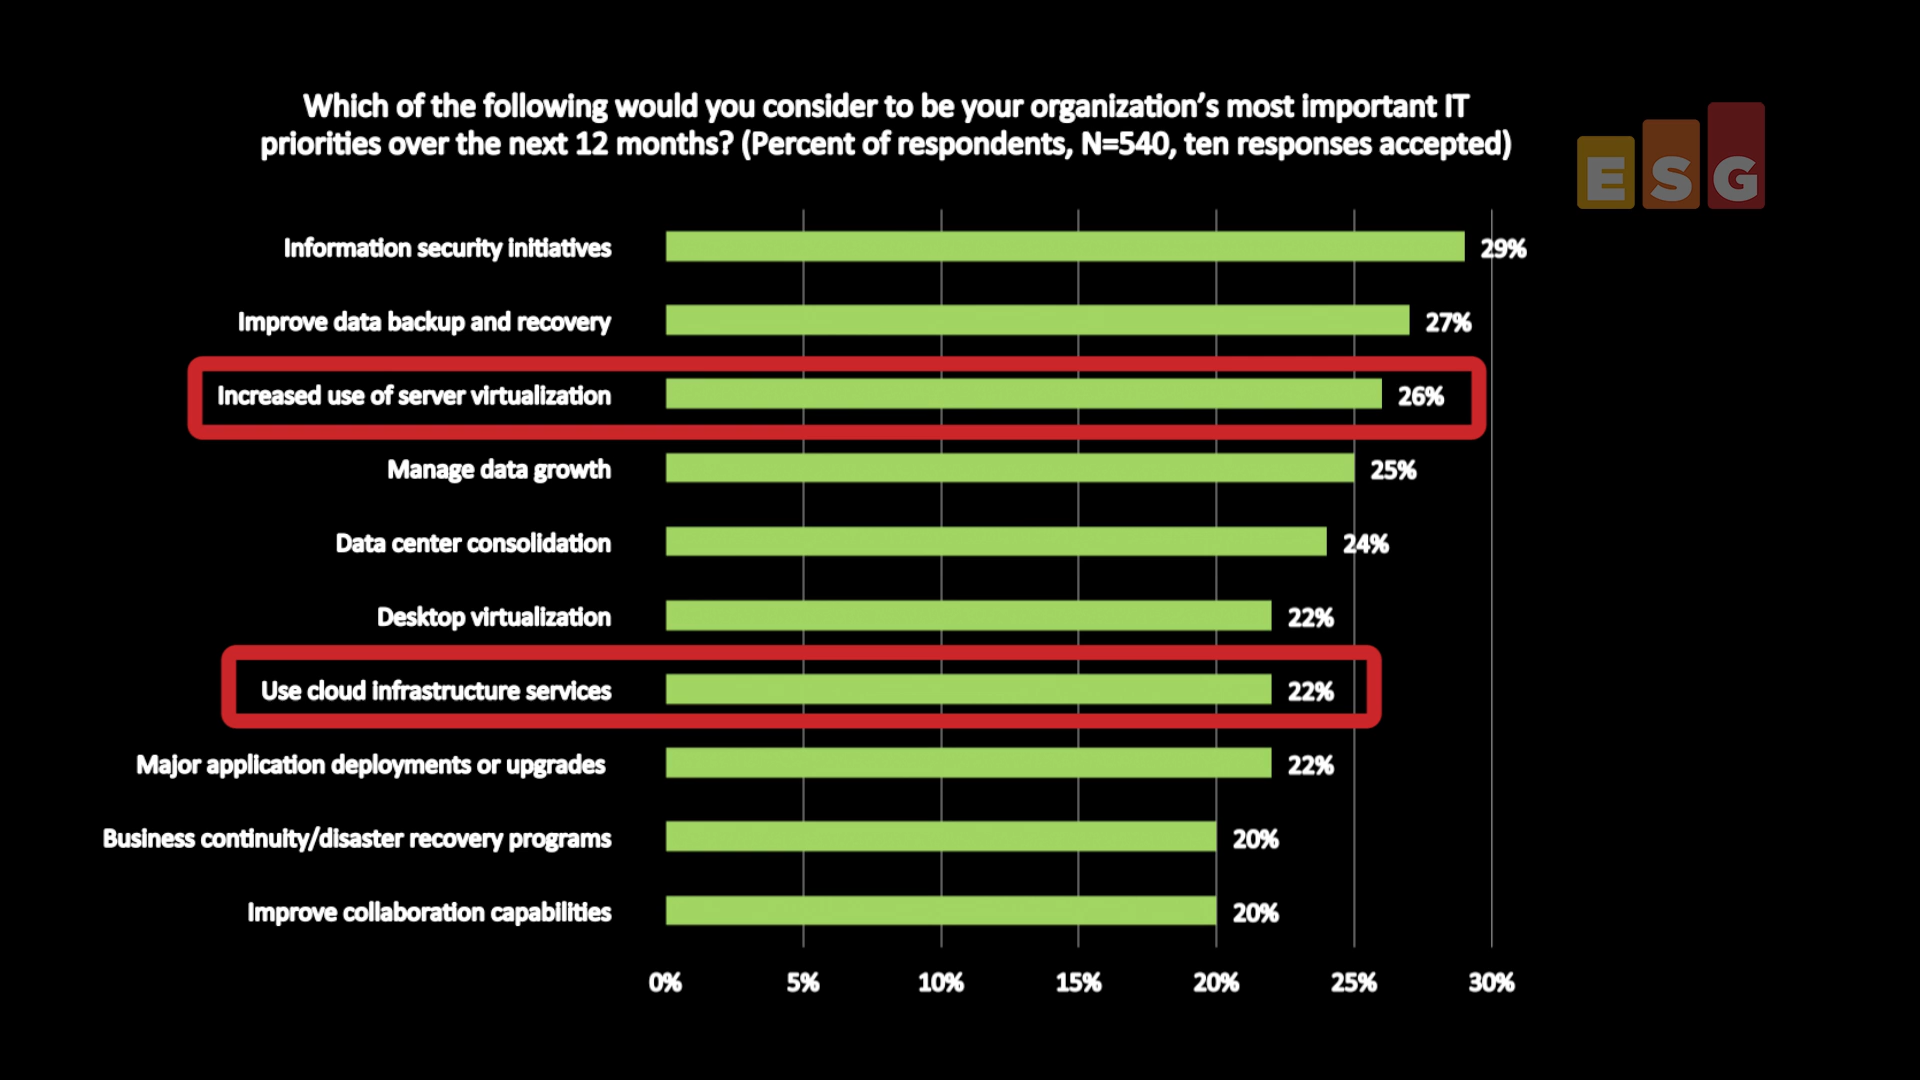 Which of the following would you consider to be your organization's most important IT
priorities over the next 12 months? (Percent of respondents, N=540, ten responses accepted)
ESG
Information security initiatives 29%
Improve data backup and recovery 27%
Increased use of server virtualization 26%
Manage data growth 25%
Data center consolidation 24%
Desktop virtualization 22%
Use cloud infrastructure services 22%
Major application deployments or upgrades 22%
Business continuity/disaster recovery programs 20%
Improve collaboration capabilities 20%
0% 5% 10% 15% 20% 25% 30%